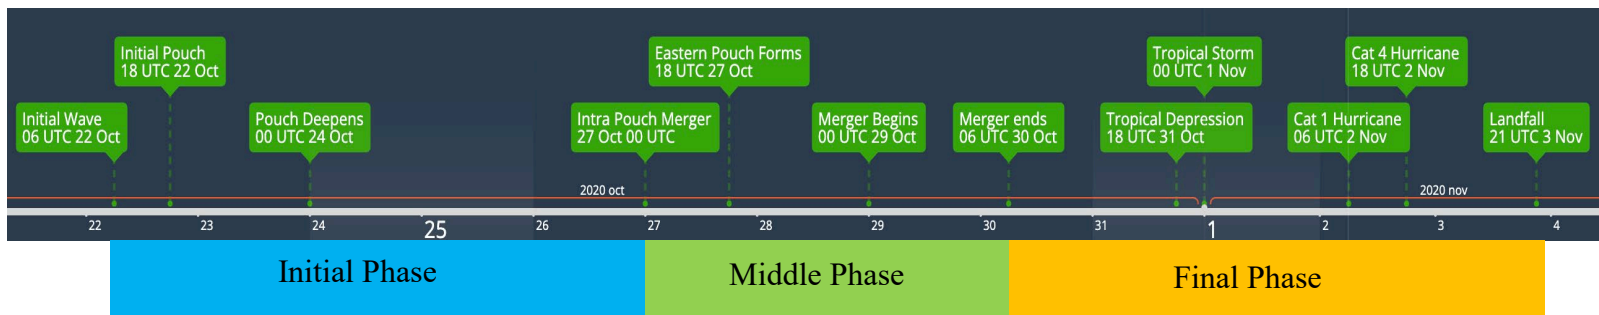 Initial Pouch
18 UTC 22 Oct
Eastern Pouch Forms
18 UTC 27 Oct
Tropical Storm
00 UTC 1 Nov
Cat 4 Hurricane
18 UTC 2 Nov
Initial Wave
06 UTC 22 Oct
Pouch Deepens
00 UTC 24 Oct
Intra Pouch Merger
27 Oct 00 UTC
Merger Begins
00 UTC 29 Oct
Merger ends
06 UTC 30 Oct
Tropical Depression
18 UTC 31 Oct
Cat 1 Hurricane
06 UTC 2 Nov
Landfall
21 UTC 3 Nov
2020 oct
2020 nov
22 23 24 25 26 27 28 29 30 31 1 2 3 4
Initial Phase
Middle Phase
Final Phase